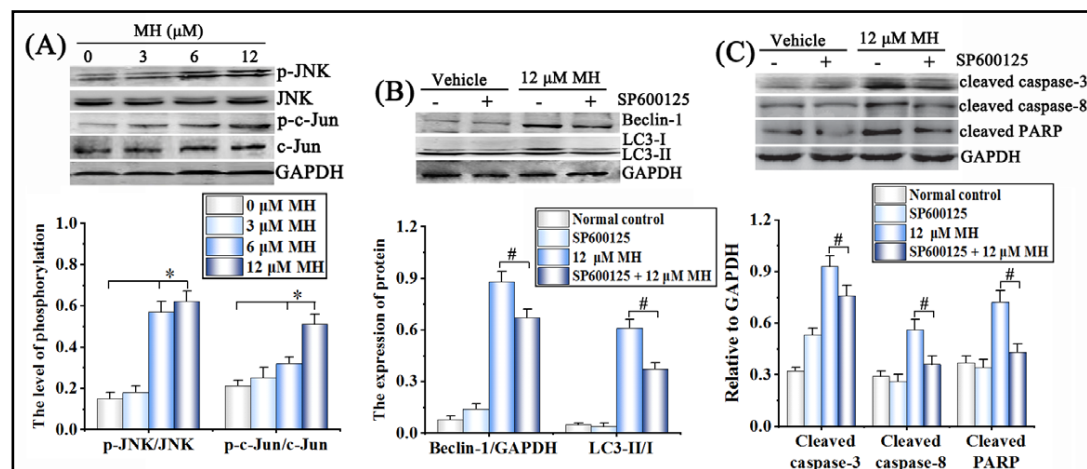 (A)
MH (μM)
0 3 6 12
p-JNK
JNK
p-c-Jun
c-Jun
GAPDH
0 μM MH
3 μM MH
6 μM MH
12 μM MH
The level of phosphorylation
1.0
0.8
0.6
0.4
0.2
0.0
* *
p-JNK/JNK p-c-Jun/c-Jun
(B)
Vehicle 12 μM MH
- + - + SP600125
Beclin-1
LC3-I
LC3-II
GAPDH
Normal control
SP600125
12 μM MH
SP600125 + 12 μM MH
The expression of protein
1.2
0.9
0.6
0.3
0.0
# #
Beclin-1/GAPDH LC3-II/I
(C)
Vehicle 12 μM MH
SP600125
- + - +
cleaved caspase-3
cleaved caspase-8
cleaved PARP
GAPDH
Normal control
SP600125
12 μM MH
SP600125 + 12 μM MH
Relative to GAPDH
1.2
0.9
0.6
0.3
0.0
# # #
Cleaved Cleaved Cleaved
caspase-3 caspase-8 PARP